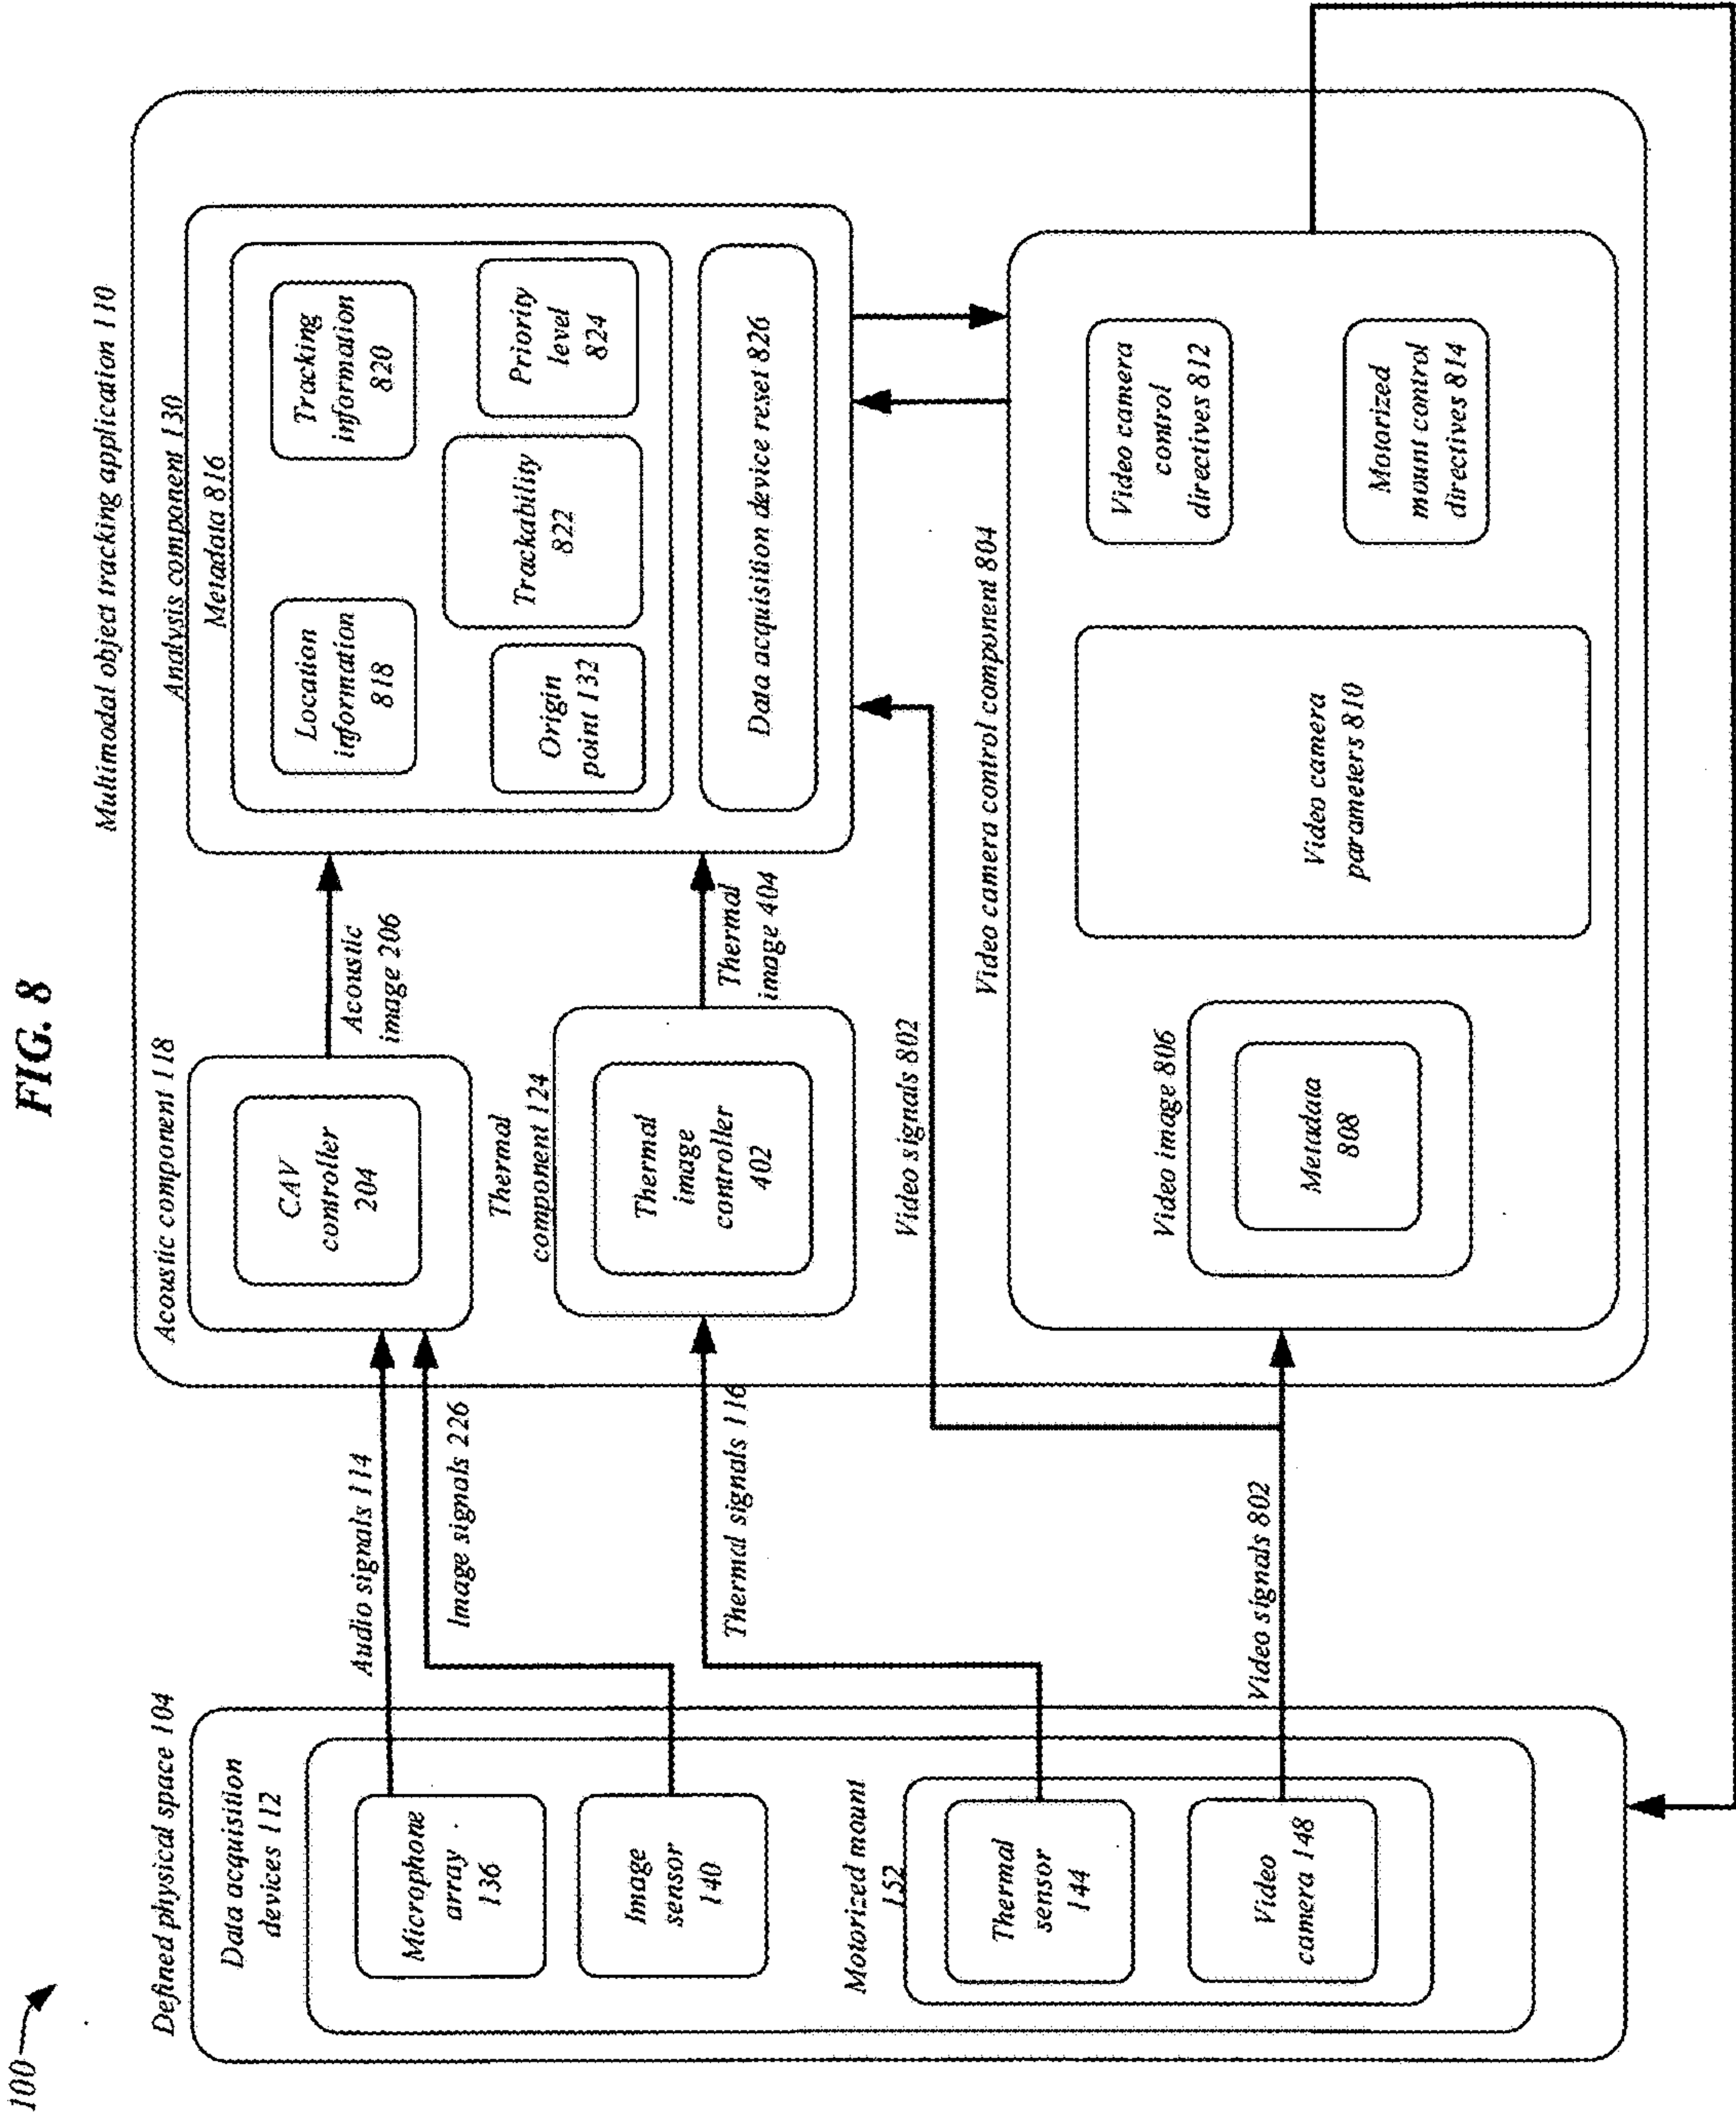 FIG. 8
100
Defined physical space 104
Data acquisition
devices 112
Microphone
array
136
Image
sensor
140
Motorized mount
152
Thermal
sensor
144
Video
camera 148
Audio signals 114
Image signals 226
Thermal signals 116
Video signals 802
Multimodal object tracking application 110
Acoustic component 118
CAV
controller
204
Acoustic
image 206
Thermal
component 124
Thermal
image
controller
402
Thermal
image 404
Video signals 802
Analysis component 130
Metadata 816
Location
information
818
Tracking
information
820
Origin
point 132
Trackability
822
Priority
level
824
Data acquisition device reset 826
Video camera control component 804
Video image 806
Metadata
808
Video camera
parameters 810
Video camera
control
directives 812
Motorized
mount control
directives 814